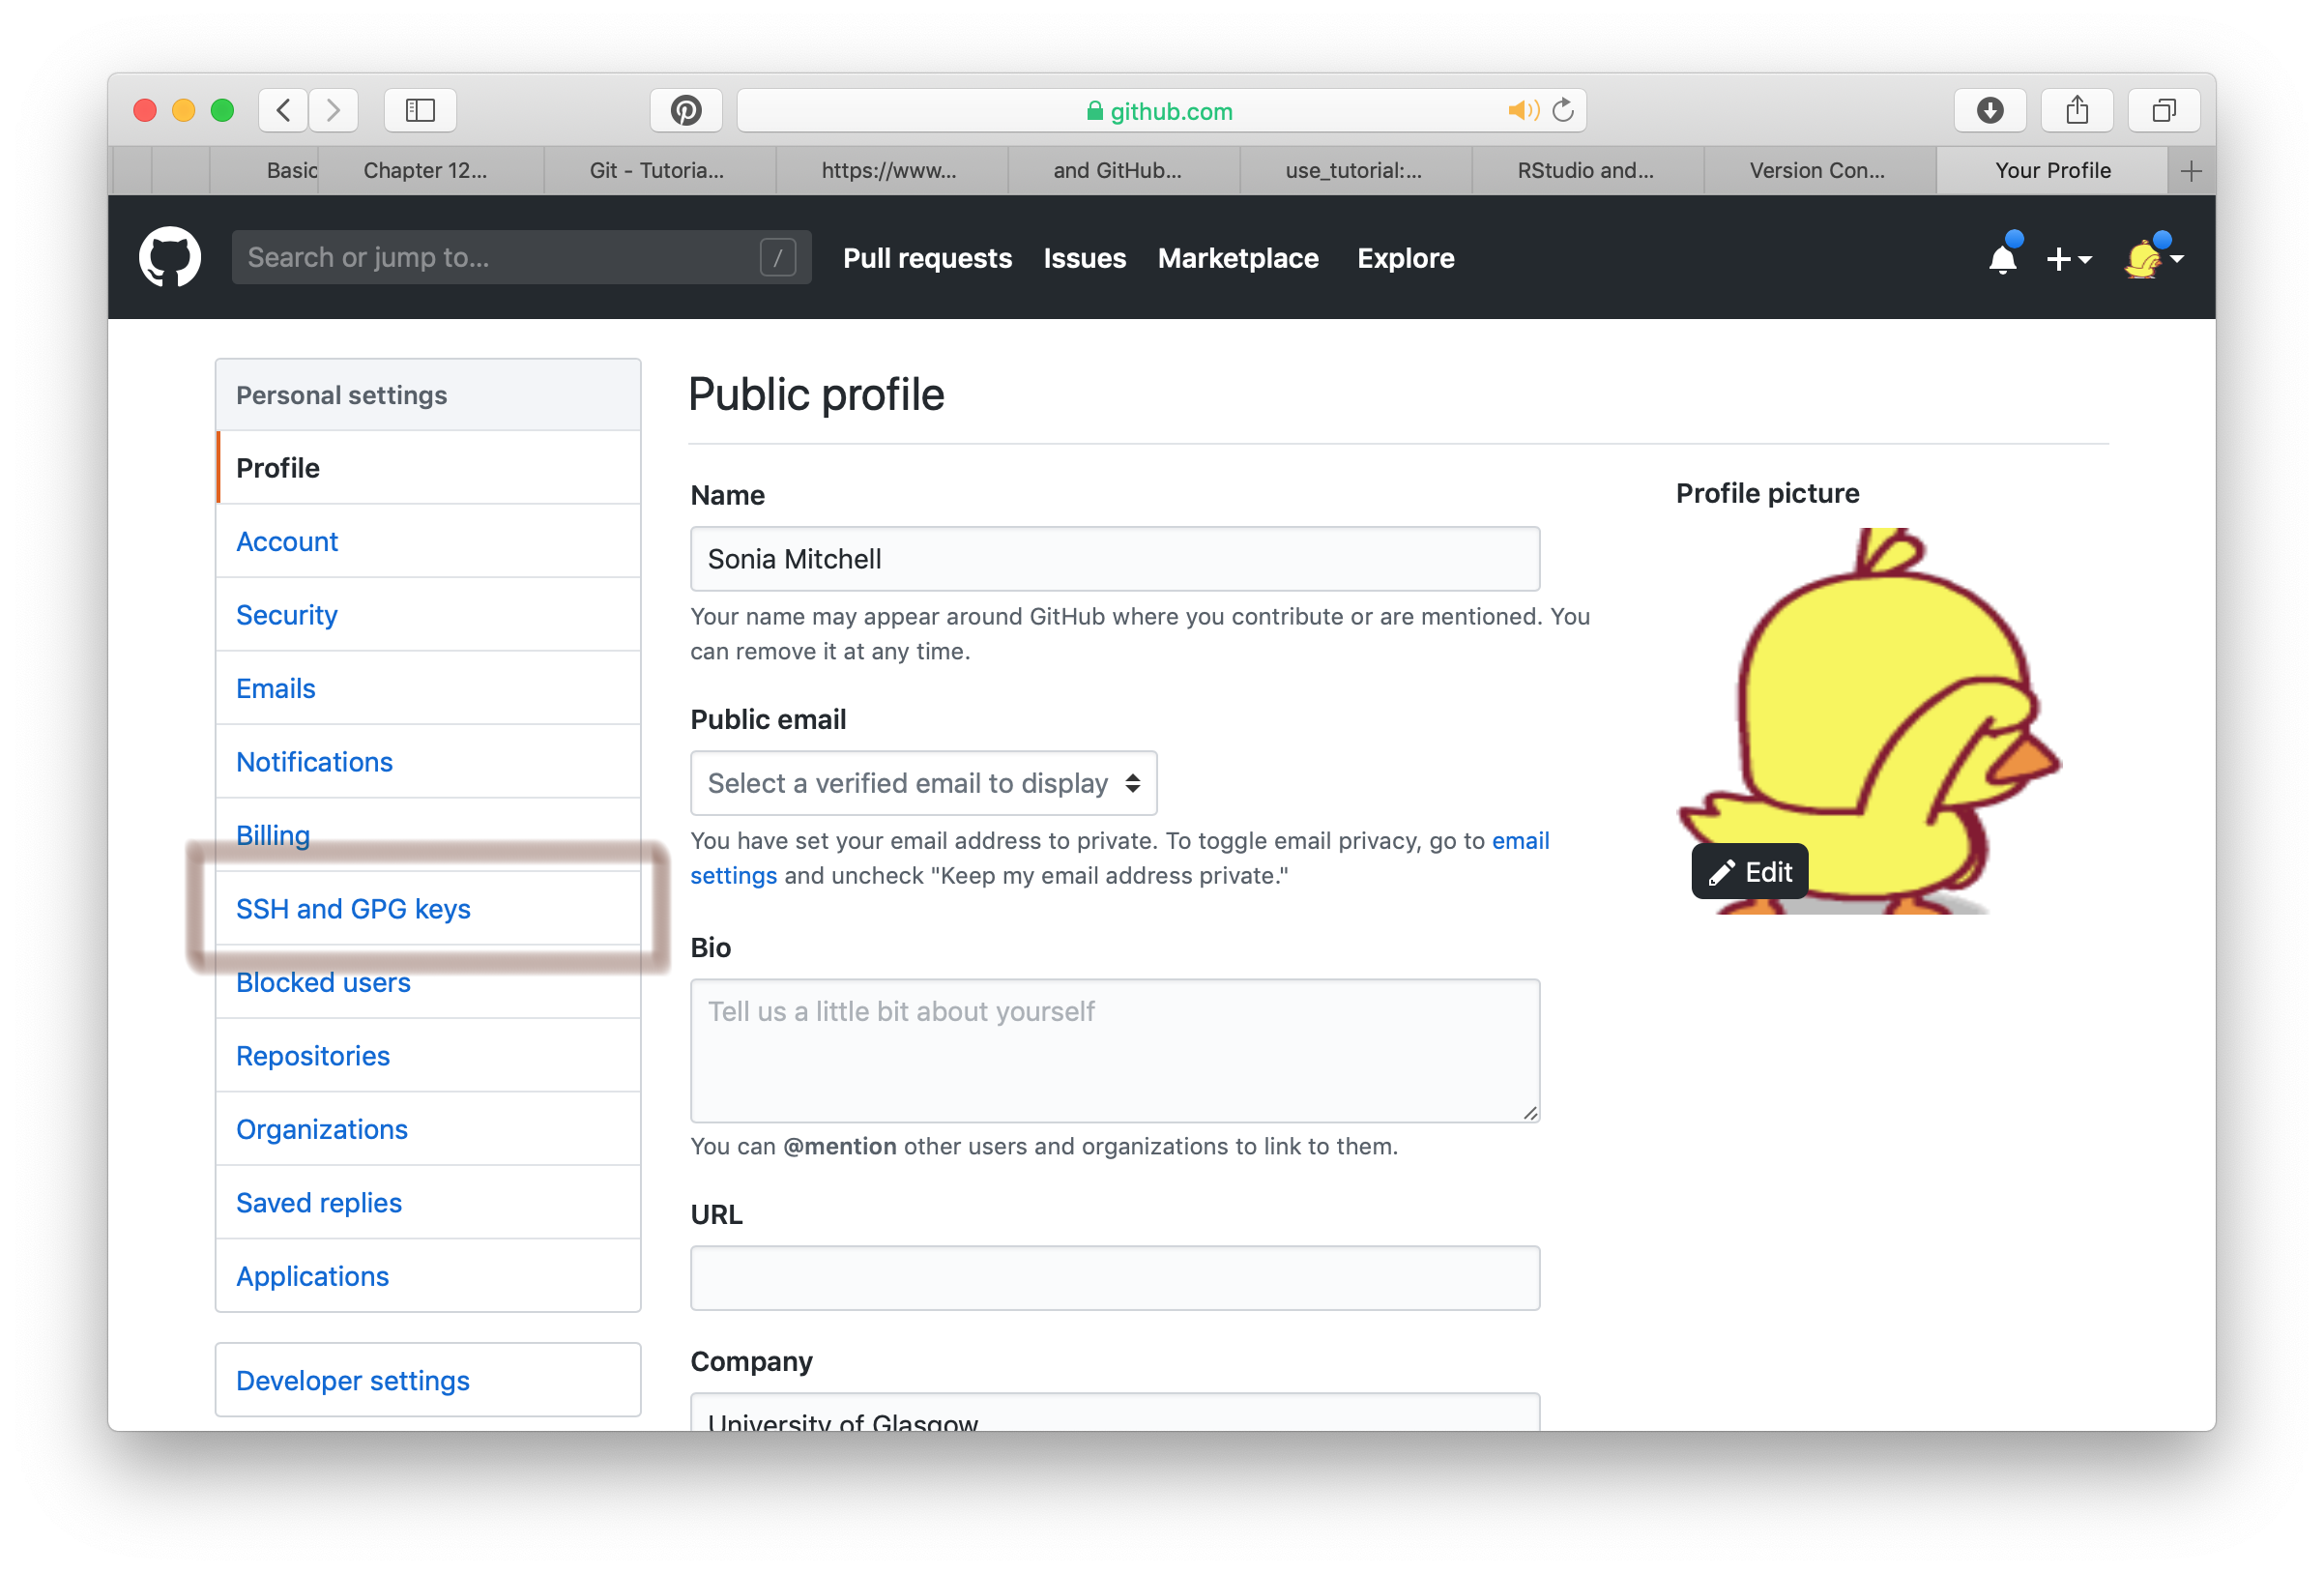 github.com
Basic
Chapter 12...
Git - Tutoria...
https://www...
and GitHub...
use_tutorial:...
RStudio and...
Version Con...
Your Profile
Search or jump to...
/
Pull requests
Issues
Marketplace
Explore
Personal settings
Profile
Account
Security
Emails
Notifications
Billing
SSH and GPG keys
Blocked users
Repositories
Organizations
Saved replies
Applications
Developer settings
Public profile
Name
Sonia Mitchell
Your name may appear around GitHub where you contribute or are mentioned. You
can remove it at any time.
Public email
Select a verified email to display
You have set your email address to private. To toggle email privacy, go to email
settings and uncheck "Keep my email address private."
Bio
Tell us a little bit about yourself
You can @mention other users and organizations to link to them.
URL
Company
University of Glasgow
Profile picture
Edit